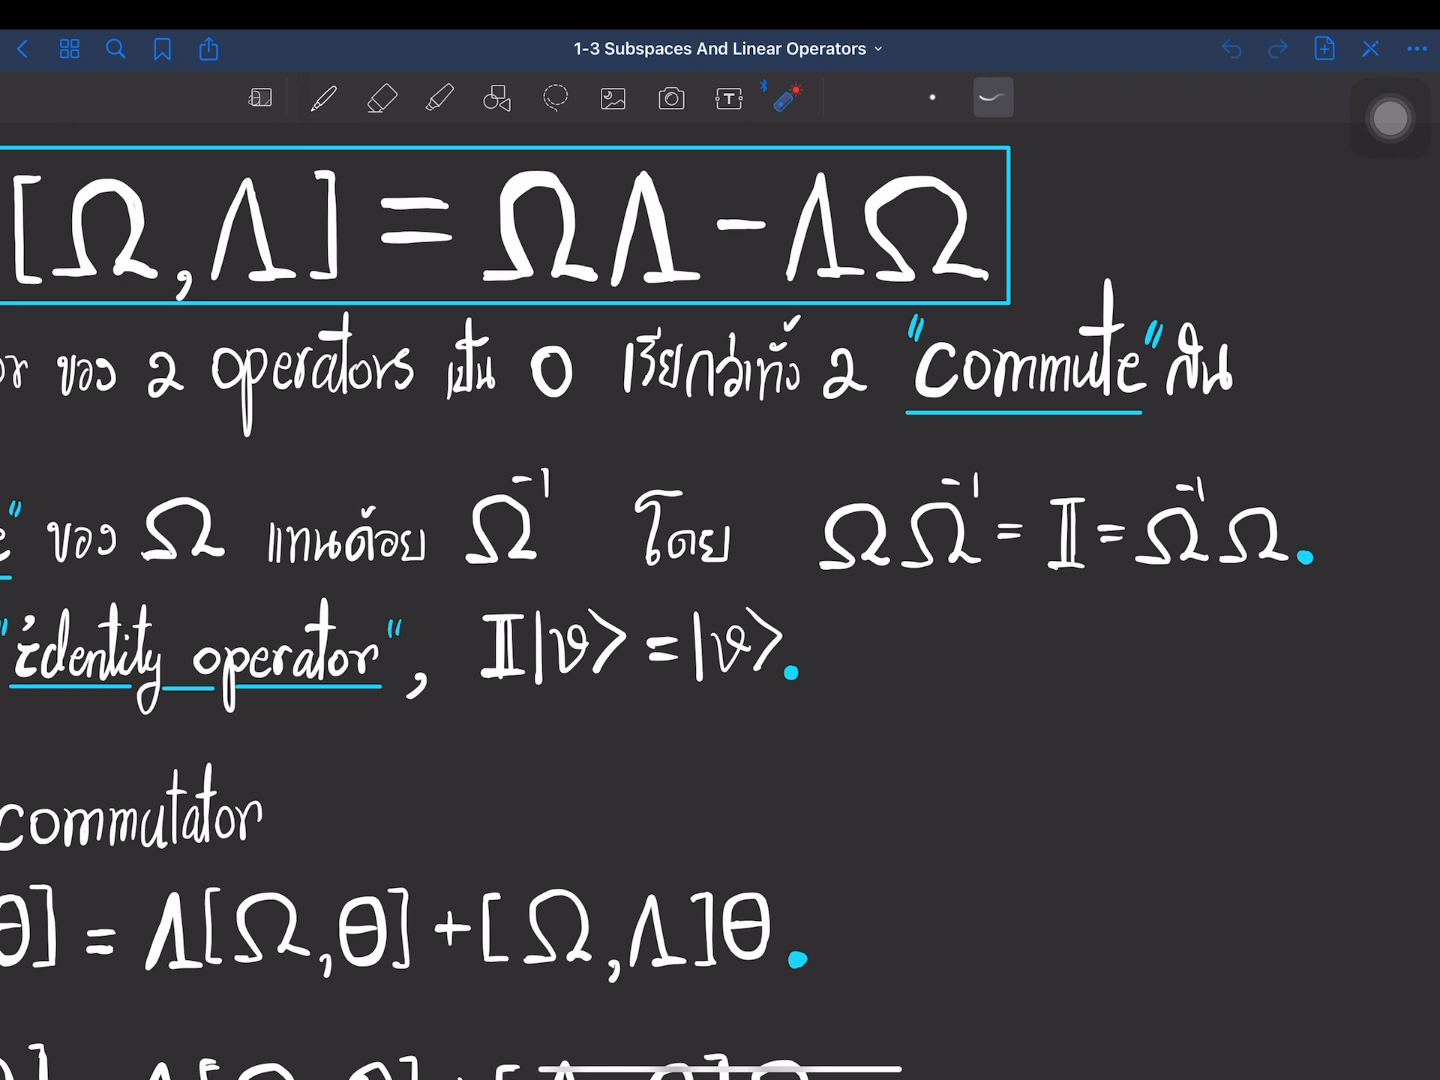 1-3 Subspaces And Linear Operators
[Ω, Λ] = ΩΛ - ΛΩ
ของ 2 operators เป็น 0 เรียกว่าทั้ง 2 "commute" กัน
" ของ Ω แทนด้วย Ω⁻¹ โดย ΩΩ⁻¹ = 𝕀 = Ω⁻¹Ω.
"identity operator", 𝕀|v> = |v>.
commutator
θ] = Λ[Ω, θ] + [Ω, Λ]θ.